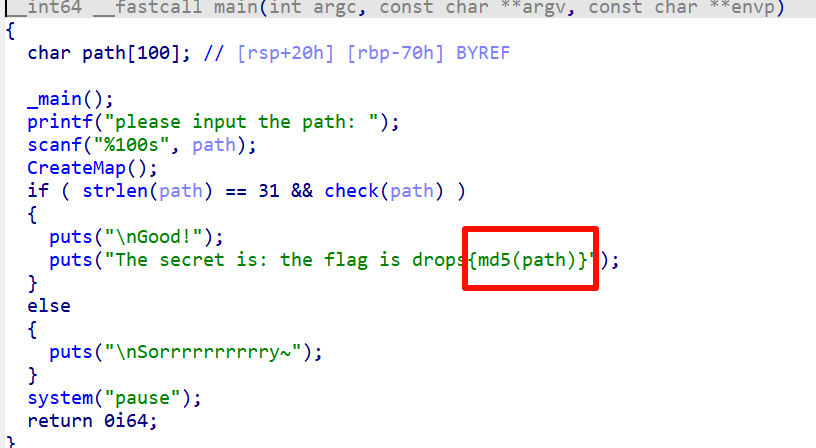 __int64 __fastcall main(int argc, const char **argv, const char **envp)
{
char path[100]; // [rsp+20h] [rbp-70h] BYREF
_main();
printf("please input the path: ");
scanf("%100s", path);
CreateMap();
if ( strlen(path) == 31 && check(path) )
{
puts("\nGood!");
puts("The secret is: the flag is drops{md5(path)}");
}
else
{
puts("\nSorrrrrrrrrry~");
}
system("pause");
return 0i64;
}